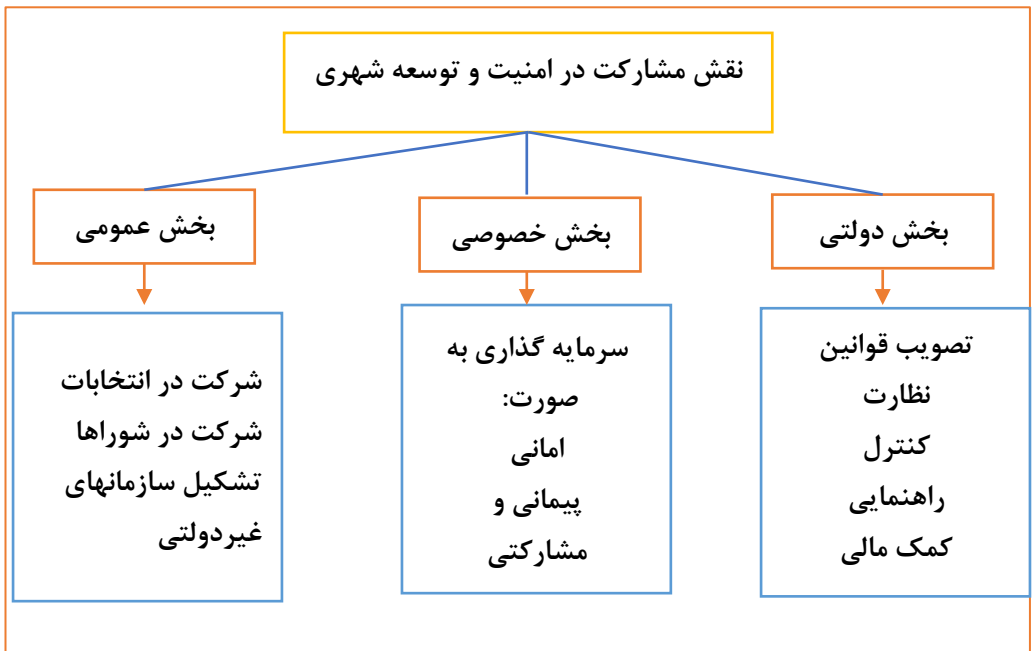 نقش مشارکت در امنیت و توسعه شهری
بخش دولتی
بخش خصوصی
بخش عمومی
تصویب قوانین
نظارت
کنترل
راهنمایی
کمک مالی
سرمایه گذاری به
صورت:
امانی
پیمانی و
مشارکتی
شرکت در انتخابات
شرکت در شوراها
تشکیل سازمانهای
غیردولتی